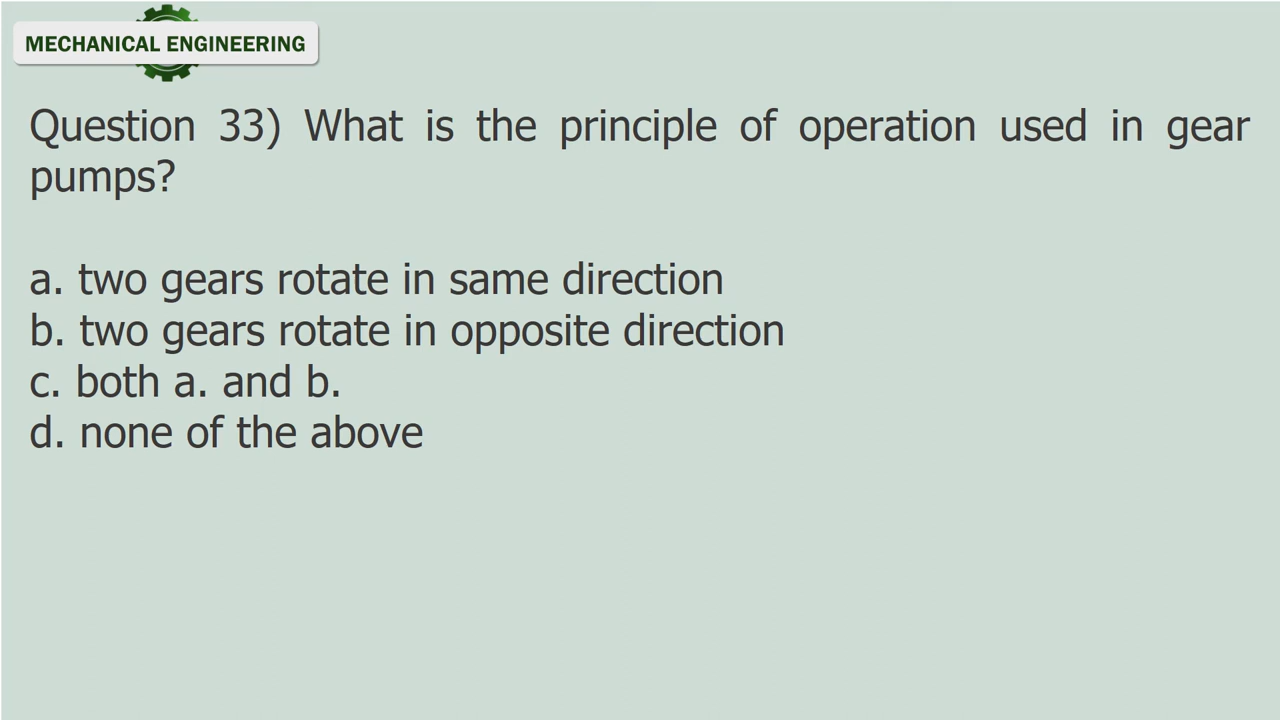 MECHANICAL ENGINEERING
Question 33) What is the principle of operation used in gear
pumps?
a. two gears rotate in same direction
b. two gears rotate in opposite direction
c. both a. and b.
d. none of the above